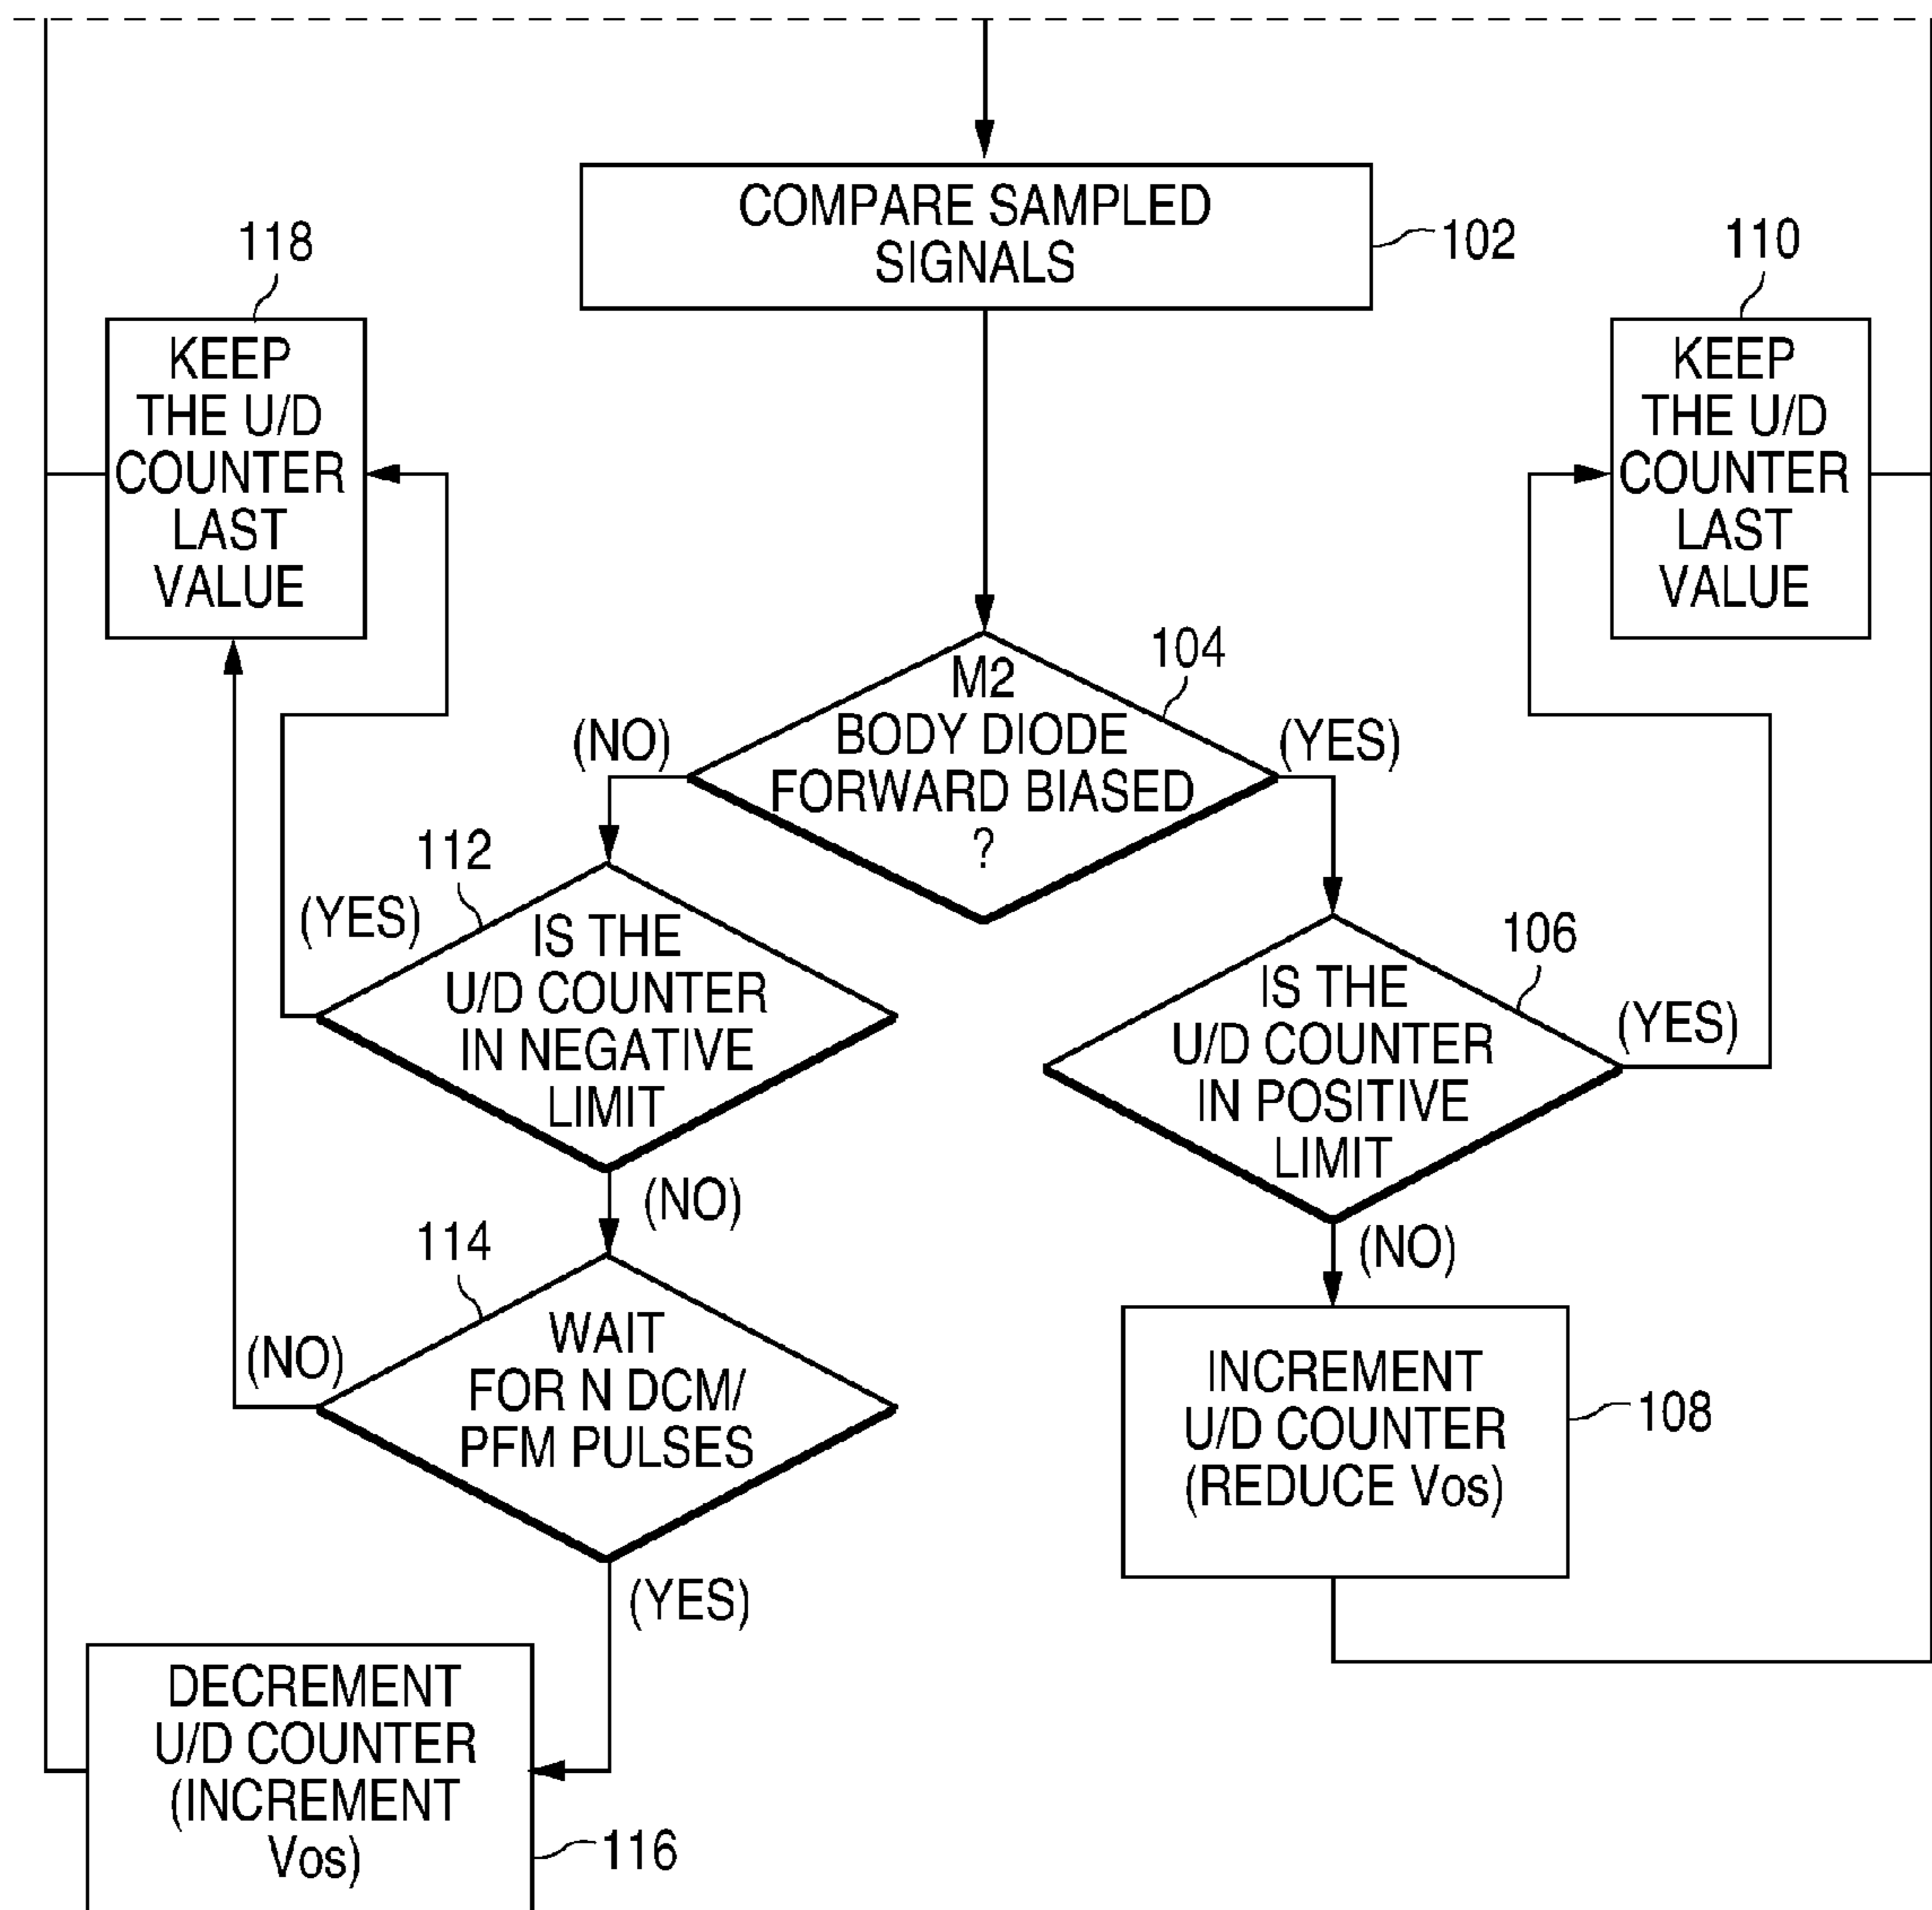 COMPARE SAMPLED
SIGNALS
102
118
KEEP
THE U/D
COUNTER
LAST
VALUE
110
KEEP
THE U/D
COUNTER
LAST
VALUE
104
M2
BODY DIODE
FORWARD BIASED
?
(NO)
(YES)
112
(YES)
IS THE
U/D COUNTER
IN NEGATIVE
LIMIT
(NO)
106
IS THE
U/D COUNTER
IN POSITIVE
LIMIT
(YES)
(NO)
114
(NO)
WAIT
FOR N DCM/
PFM PULSES
(YES)
INCREMENT
U/D COUNTER
(REDUCE Vos)
108
DECREMENT
U/D COUNTER
(INCREMENT
Vos)
116